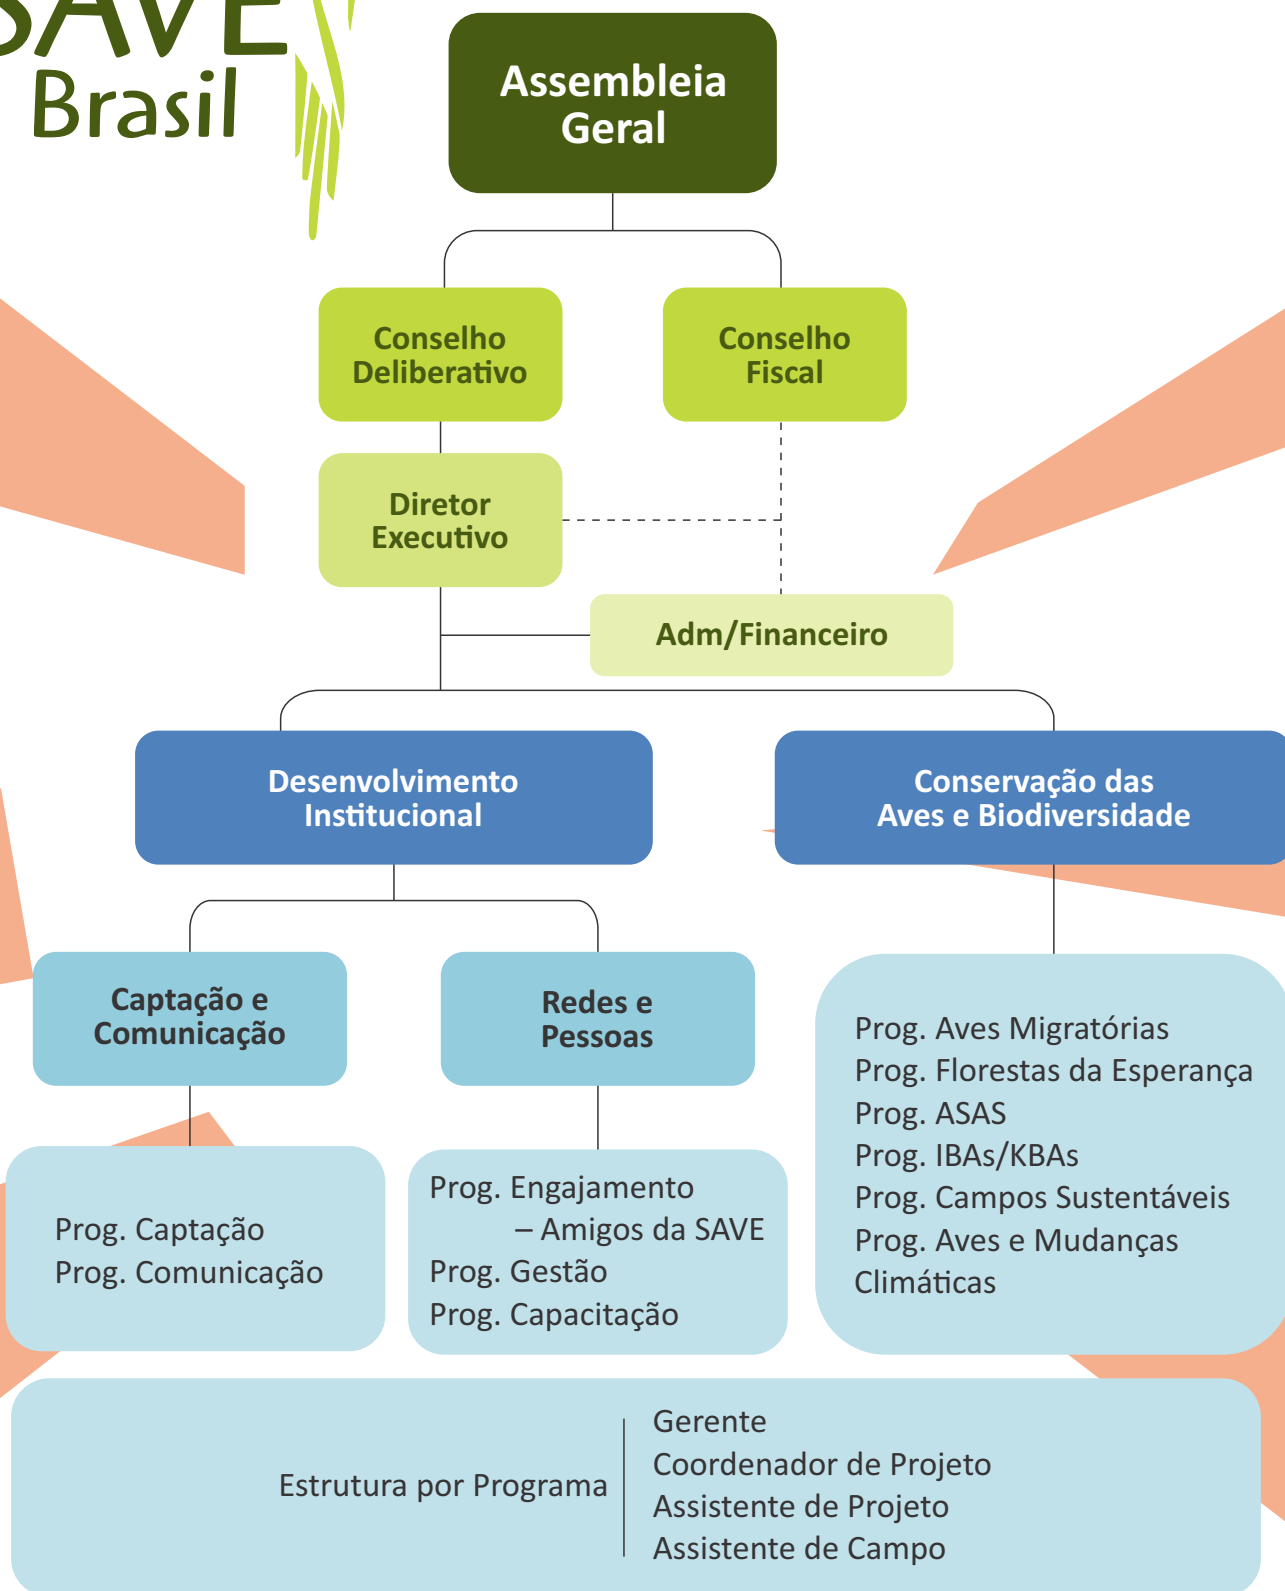 SAVE
Brasil
Assembleia
Geral
Conselho
Deliberativo
Conselho
Fiscal
Diretor
Executivo
Adm/Financeiro
Desenvolvimento
Institucional
Conservação das
Aves e Biodiversidade
Captação e
Comunicação
Redes e
Pessoas
Prog. Captação
Prog. Comunicação
Prog. Engajamento
– Amigos da SAVE
Prog. Gestão
Prog. Capacitação
Prog. Aves Migratórias
Prog. Florestas da Esperança
Prog. ASAS
Prog. IBAs/KBAs
Prog. Campos Sustentáveis
Prog. Aves e Mudanças
Climáticas
Estrutura por Programa
Gerente
Coordenador de Projeto
Assistente de Projeto
Assistente de Campo